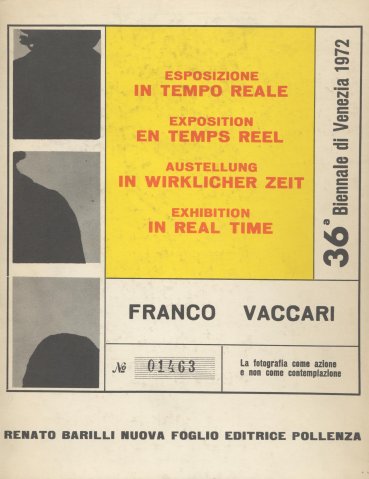 ESPOSIZIONE
IN TEMPO REALE
EXPOSITION
EN TEMPS REEL
AUSTELLUNG
IN WIRKLICHER ZEIT
EXHIBITION
IN REAL TIME
36ª Biennale di Venezia 1972
FRANCO VACCARI
№ 01463
La fotografia come azione
e non come contemplazione
RENATO BARILLI NUOVA FOGLIO EDITRICE POLLENZA